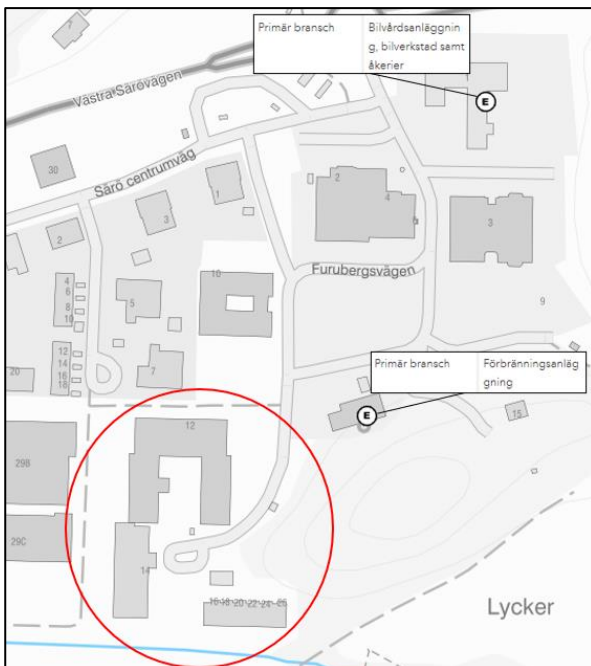 7
Primär bransch
Bilvårdsanläggnin
g, bilverkstad samt
åkerier
E
Västra Särövägen
30
Särö centrumväg
1
2
3
4
6
3
2
4
6
8
10
5
10
Furubergsvägen
9
12
14
16
18
20
7
Primär bransch
Förbränningsanläg
gning
E
15
12
29B
29C
14
16 18 20 22 24 26
Lycker